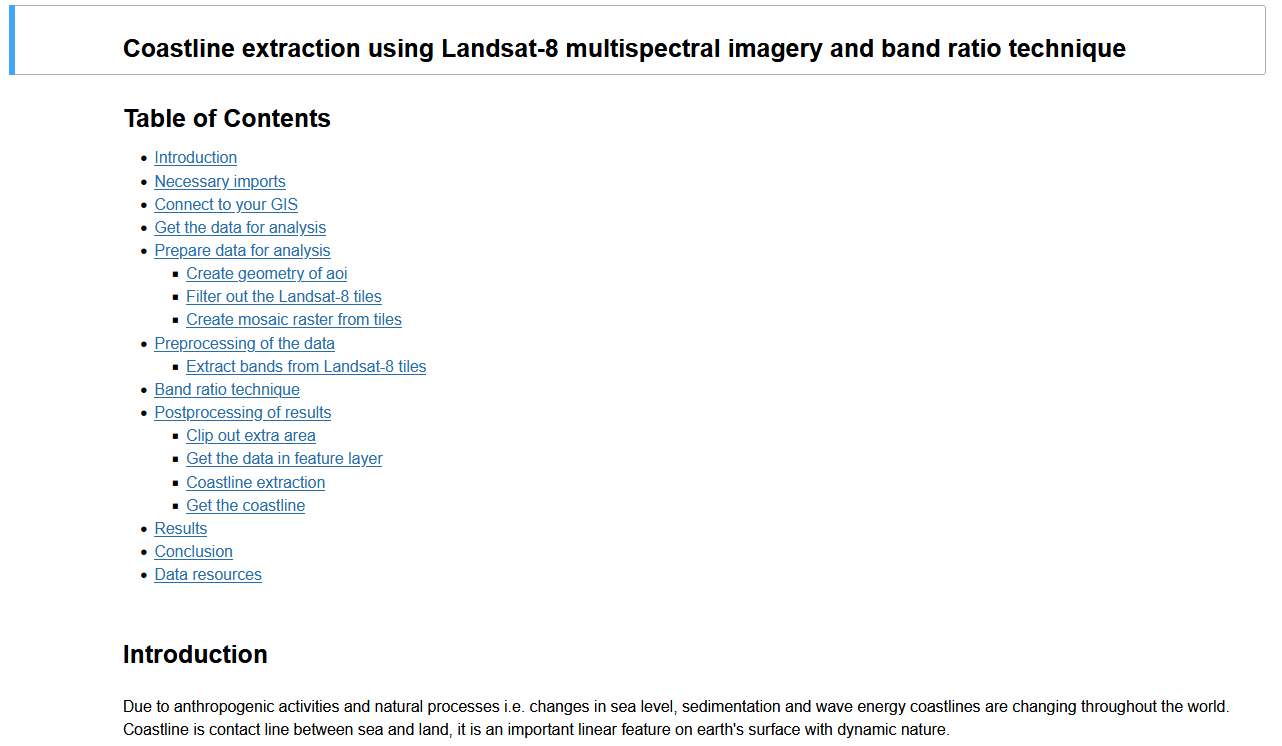 Coastline extraction using Landsat-8 multispectral imagery and band ratio technique
Table of Contents
Introduction
Necessary imports
Connect to your GIS
Get the data for analysis
Prepare data for analysis
Create geometry of aoi
Filter out the Landsat-8 tiles
Create mosaic raster from tiles
Preprocessing of the data
Extract bands from Landsat-8 tiles
Band ratio technique
Postprocessing of results
Clip out extra area
Get the data in feature layer
Coastline extraction
Get the coastline
Results
Conclusion
Data resources
Introduction
Due to anthropogenic activities and natural processes i.e. changes in sea level, sedimentation and wave energy coastlines are changing throughout the world.
Coastline is contact line between sea and land, it is an important linear feature on earth's surface with dynamic nature.